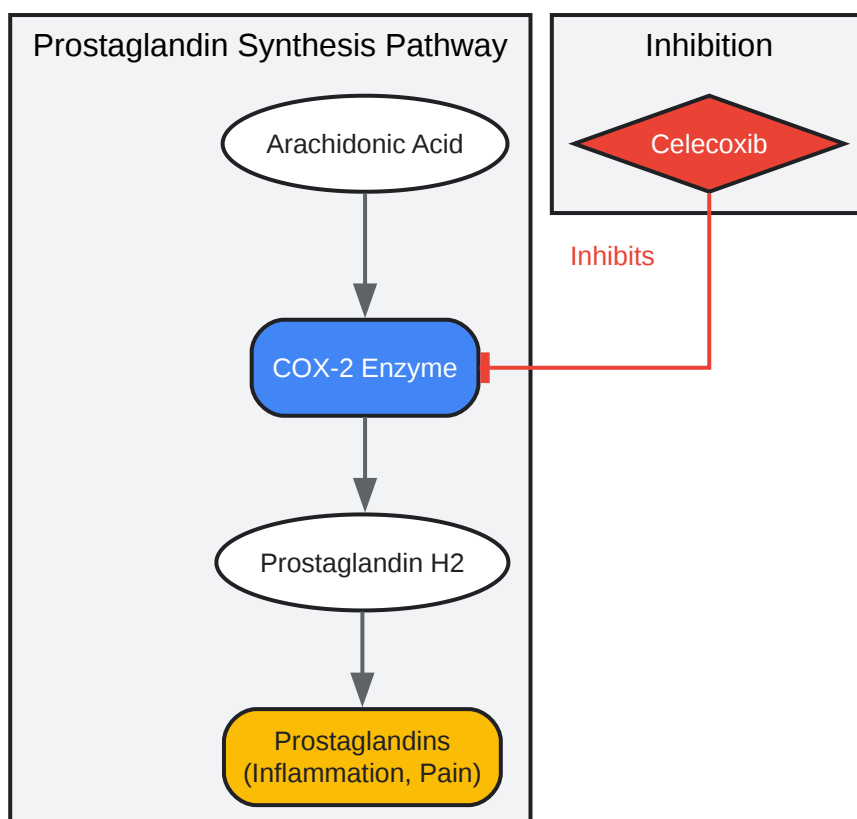 Prostaglandin Synthesis Pathway
Inhibition
Arachidonic Acid
Celecoxib
Inhibits
COX-2 Enzyme
Prostaglandin H2
Prostaglandins
(Inflammation, Pain)